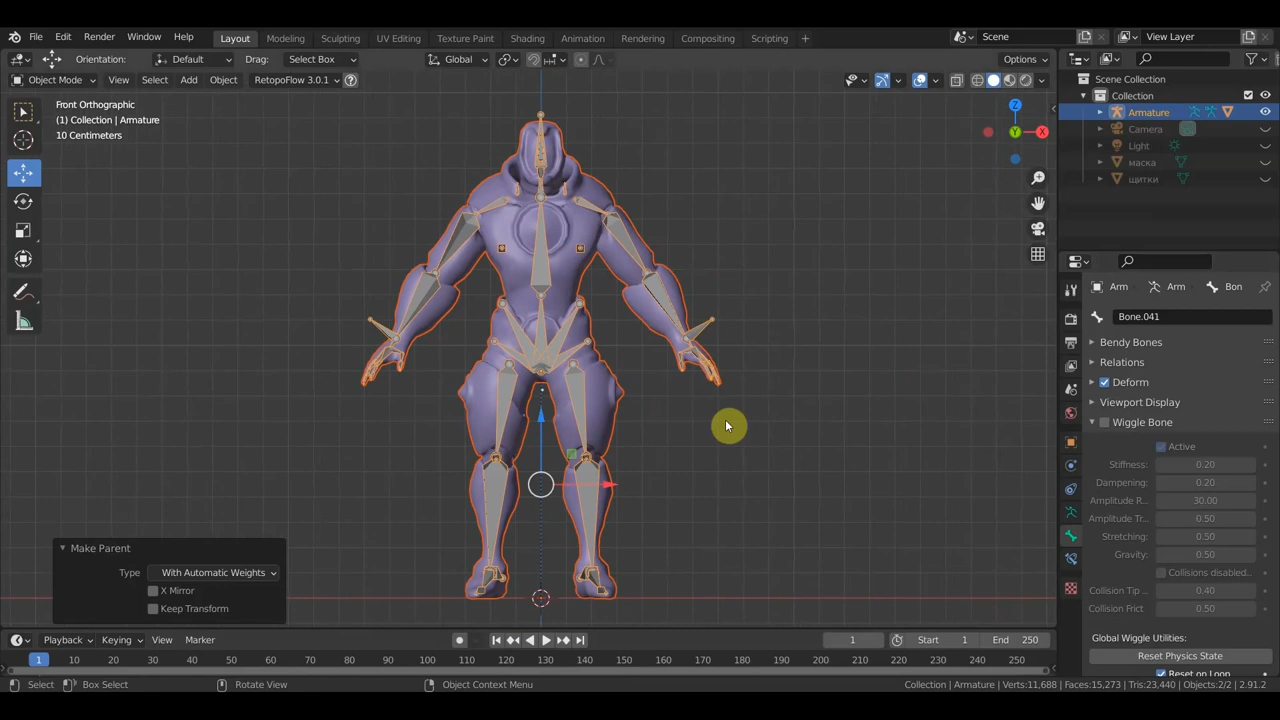 File Edit Render Window Help Layout Modeling Sculpting UV Editing Texture Paint Shading Animation Rendering Compositing Scripting + Scene View Layer
Orientation: Default Drag: Select Box Global Options
Object Mode View Select Add Object RetopoFlow 3.0.1 ?
Front Orthographic
(1) Collection | Armature
10 Centimeters
Z
Y
X
Make Parent
Type With Automatic Weights
X Mirror
Keep Transform
Scene Collection
Collection
Armature
Camera
Light
маска
щитки
Arm Arm Bon
Bone.041
Bendy Bones
Relations
Deform
Viewport Display
Wiggle Bone
Active
Stiffness: 0.20
Dampening: 0.20
Amplitude R... 30.00
Amplitude Tr... 0.50
Stretching: 0.50
Gravity: 0.50
Collisions disabled...
Collision Tip ... 0.40
Collision Frict 0.50
Global Wiggle Utilities:
Reset Physics State
Reset on Loop
Playback Keying View Marker 1 Start 1 End 250
1 10 20 30 40 50 60 70 80 90 100 110 120 130 140 150 160 170 180 190 200 210 220 230 240 250
Select Box Select Rotate View Object Context Menu Collection | Armature | Verts:11,688 | Faces:15,273 | Tris:23,440 | Objects:2/2 | 2.91.2